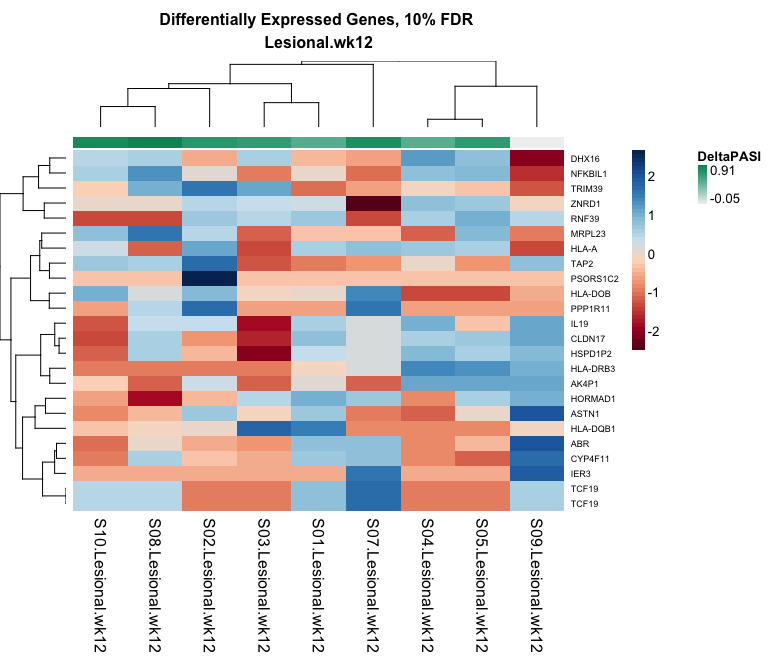 Differentially Expressed Genes, 10% FDR
Lesional.wk12
DeltaPASI
0.91
-0.05
2
1
0
-1
-2
DHX16
NFKBIL1
TRIM39
ZNRD1
RNF39
MRPL23
HLA-A
TAP2
PSORS1C2
HLA-DOB
PPP1R11
IL19
CLDN17
HSPD1P2
HLA-DRB3
AK4P1
HORMAD1
ASTN1
HLA-DQB1
ABR
CYP4F11
IER3
TCF19
TCF19
S10.Lesional.wk12
S08.Lesional.wk12
S02.Lesional.wk12
S03.Lesional.wk12
S01.Lesional.wk12
S07.Lesional.wk12
S04.Lesional.wk12
S05.Lesional.wk12
S09.Lesional.wk12